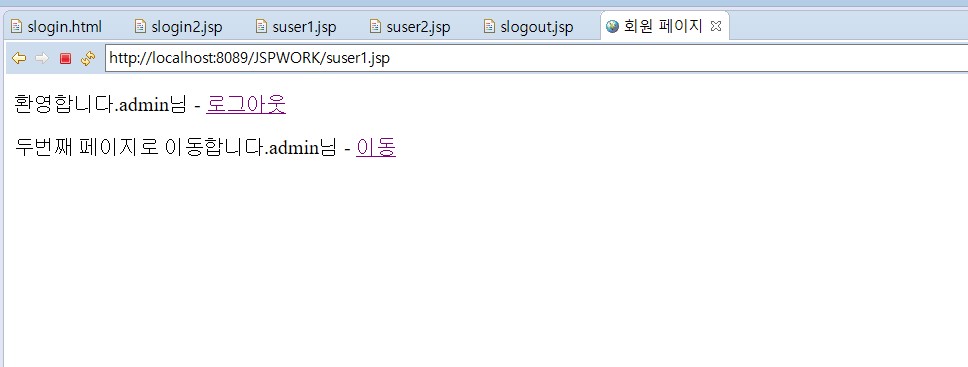 slogin.html slogin2.jsp suser1.jsp suser2.jsp slogout.jsp 회원 페이지
http://localhost:8089/JSPWORK/suser1.jsp
환영합니다.admin님 - 로그아웃
두번째 페이지로 이동합니다.admin님 - 이동